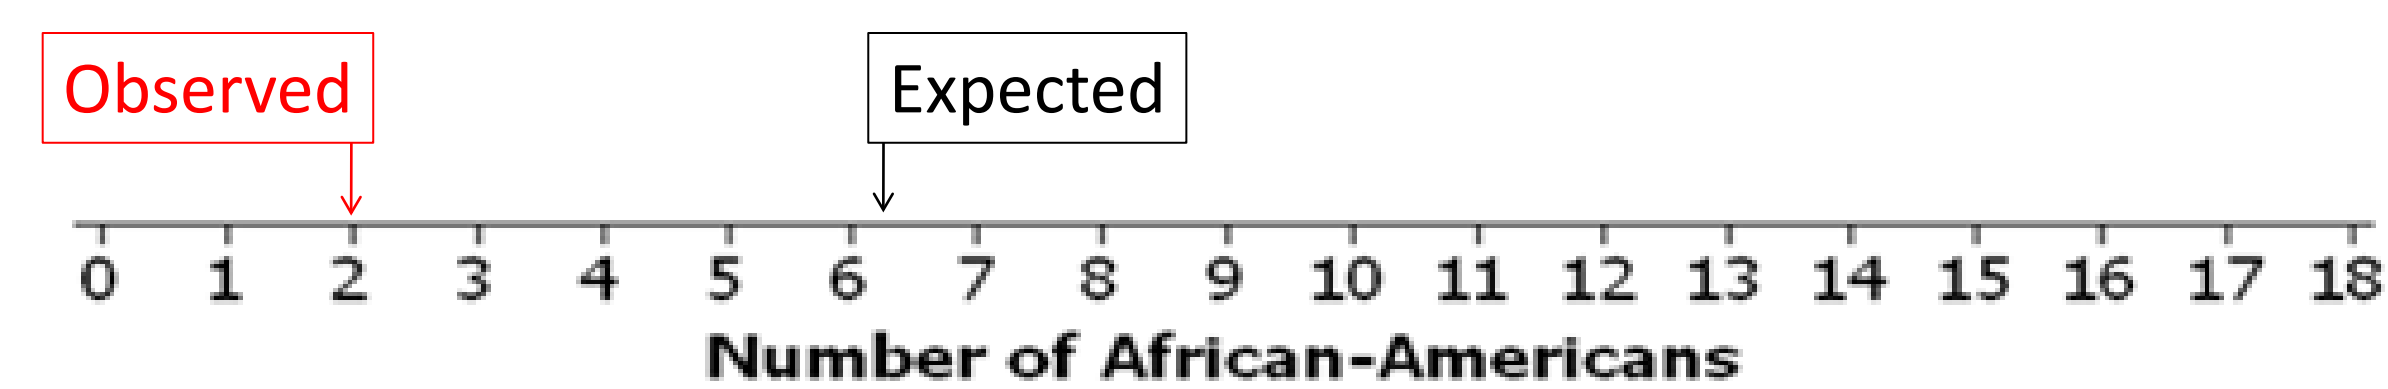 Observed Expected
0 1 2 3 4 5 6 7 8 9 10 11 12 13 14 15 16 17 18
Number of African-Americans